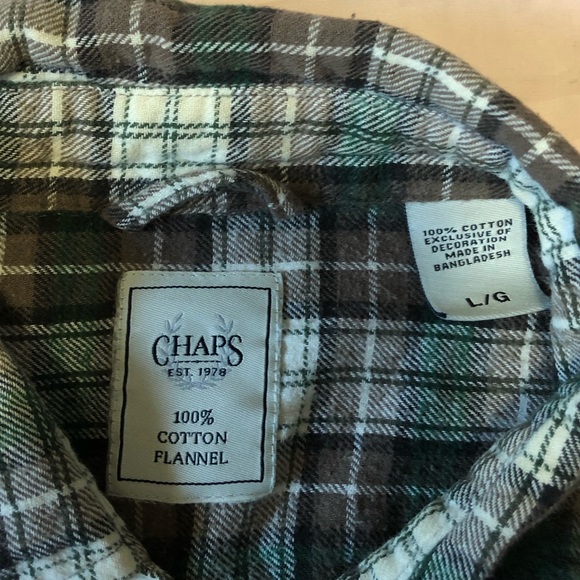 CHAPS
EST. 1978
100%
COTTON
FLANNEL
100% COTTON
EXCLUSIVE OF
DECORATION
MADE IN
BANGLADESH
L/G